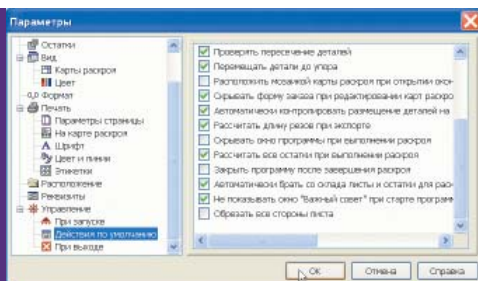 Параметры
Остатки
Вид
Карты раскроя
Цвет
Формат
Печать
Параметры страницы
На карте раскроя
Шрифт
Цвет и линии
Этикетки
Расположение
Реквизиты
Управление
При запуске
Действия по умолчанию
При выходе
Проверять пересечение деталей
Перемещать детали до упора
Расположить мозаикой карты раскроя при открытии окон
Скрывать форму заказа при редактировании карт раскро
Автоматически контролировать размещение деталей на
Рассчитать длину резов при экспорте
Скрывать окно программы при выполнении раскроя
Рассчитать все остатки при выполнении раскроя
Закрыть программу после завершения раскроя
Автоматически брать со склада листы и остатки для рас
Не показывать окно "Важный совет" при старте програм
Обрезать все стороны листа
OK
Отмена
Справка